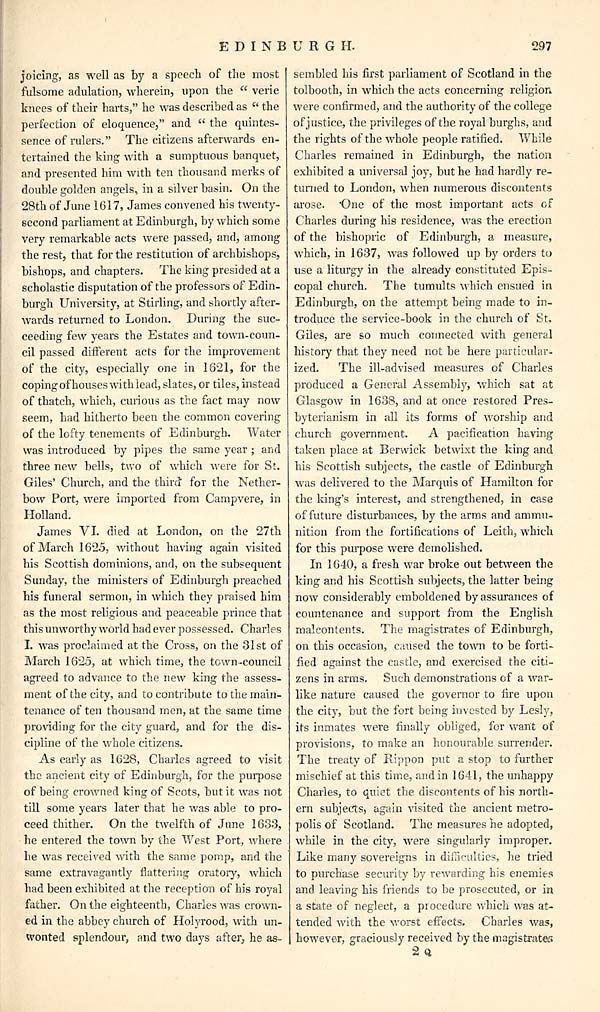 EDINBURGH. 297
joicing, as well as by a speech of the most
fulsome adulation, wherein, upon the “ verie
knees of their harts,” he was described as “ the
perfection of eloquence,” and “ the quintes-
sence of rulers.” The citizens afterwards en-
tertained the king with a sumptuous banquet,
and presented him with ten thousand merks of
double golden angels, in a silver basin. On the
28th of June 1617, James convened his twenty-
second parliament at Edinburgh, by which some
very remarkable acts were passed, and, among
the rest, that for the restitution of archbishops,
bishops, and chapters. The king presided at a
scholastic disputation of the professors of Edin-
burgh University, at Stirling, and shortly after-
wards returned to London. During the suc-
ceeding few years the Estates and town-coun-
cil passed different acts for the improvement
of the city, especially one in 1621, for the
coping of houses with lead, slates, or tiles, instead
of thatch, which, curious as the fact may now
seem, had hitherto been the common covering
of the lofty tenements of Edinburgh. Water
was introduced by pipes the same year; and
three new bells, two of which were for St.
Giles' Church, and the third for the Nether-
bow Port, were imported from Campvere, in
Holland.
James VI. died at London, on the 27th
of March 1625, without having again visited
his Scottish dominions, and, on the subsequent
Sunday, the ministers of Edinburgh preached
his funeral sermon, in which they praised him
as the most religious and peaceable prince that
this unworthy world had ever possessed. Charles
I. was proclaimed at the Cross, on the 31st of
March 1625, at which time, the town-council
agreed to advance to the new king the assess-
ment of the city, and to contribute to the main-
tenance of ten thousand men, at the same time
providing for the city guard, and for the dis-
cipline of the whole citizens.
As early as 1628, Charles agreed to visit
the ancient city of Edinburgh, for the purpose
of being crowned king of Scots, but it was not
till some years later that he was able to pro-
ceed thither. On the twelfth of June 1633,
he entered the town by the West Port, where
he was received with the same pomp, and the
same extravagantly flattering oratory, which
had been exhibited at the reception of his royal
father. On the eighteenth, Charles was crown-
ed in the abbey church of Holyrood, with un-
wonted splendour, and two days after, he as-
sembled his first parliament of Scotland in the
tolbooth, in which the acts concerning religion
were confirmed, and the authority of the college
of justice, the privileges of the royal burghs, and
the rights of the whole people ratified. While
Charles remained in Edinburgh, the nation
exhibited a universal joy, but he had hardly re-
turned to London, when numerous discontents
arose. One of the most important acts of
Charles during his residence, was the erection
of the bishopric of Edinburgh, a measure,
which, in 1637, was followed up by orders to
use a liturgy in the already constituted Epis-
copal church. The tumults which ensued in
Edinburgh, on the attempt being made to in-
troduce the service-book in the church of St.
Giles, are so much connected with general
history that they need not be here particular-
ized. The ill-advised measures of Charles
produced a General Assembly, which sat at
Glasgow in 1638, and at once restored Pres-
byterianism in all its forms of worship and
church government. A pacification having
taken place at Berwick betwixt the king and
his Scottish subjects, the castle of Edinburgh
was delivered to the Marquis of Hamilton for
the king's interest, and strengthened, in case
of future disturbances, by the arms and ammu-
nition from the fortifications of Leith, which
for this purpose were demolished.
In 1640, a fresh war broke out between the
king and his Scottish subjects, the latter being
now considerably emboldened by assurances of
countenance and support from the English
malcontents. The magistrates of Edinburgh,
on this occasion, caused the town to be forti-
fied against the castle, and exercised the citi-
zens in arms. Such demonstrations of a war-
like nature caused the governor to fire upon
the city, but the fort being invested by Lesly,
its inmates were finally obliged, for want of
provisions, to make an honourable surrender.
The treaty of Rippon put a stop to further
mischief at this time, and in 1641, the unhappy
Charles, to quiet the discontents of his north-
ern subjects, again visited the ancient metro-
polis of Scotland. The measures he adopted,
while in the city, were singularly improper.
Like many sovereigns in difficulties, he tried
to purchase security by rewarding his enemies
and leaving his friends to be prosecuted, or in
a state of neglect, a procedure which was at-
tended with the worst effects. Charles was,
however, graciously received by the magistrates
2 Q